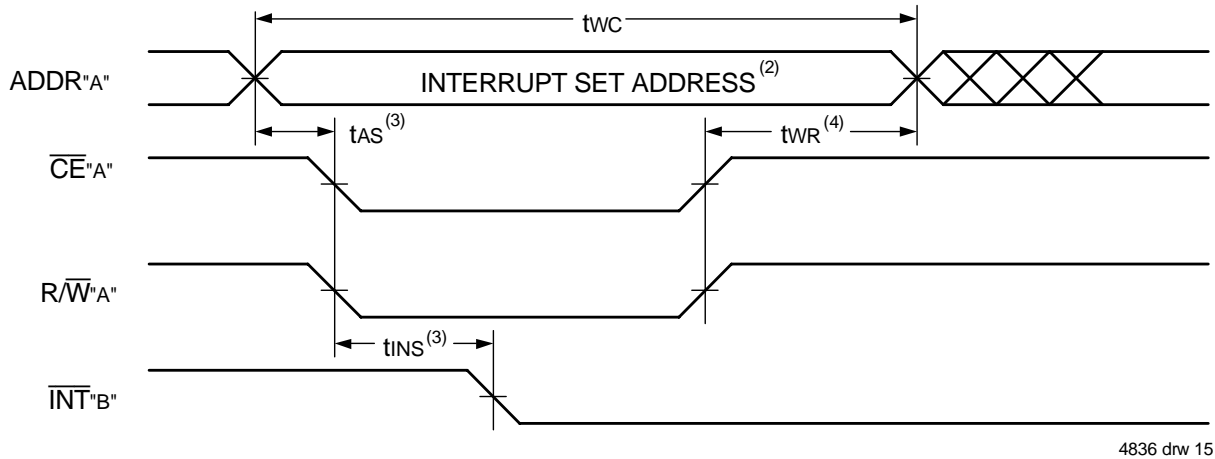 tWC
ADDR"A"
INTERRUPT SET ADDRESS(2)
tAS(3)
tWR(4)
CE"A"
R/W"A"
tINS(3)
INT"B"
4836 drw 15